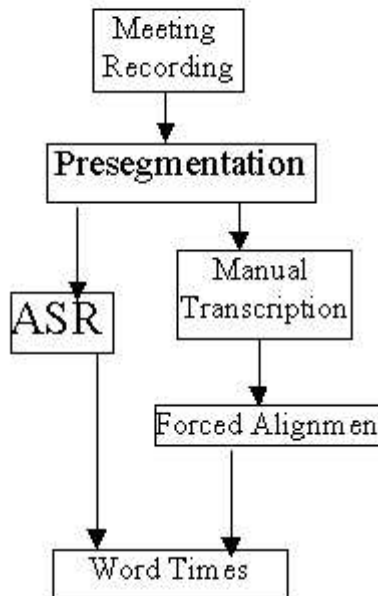 Meeting
Recording
Presegmentation
Manual
Transcription
ASR
Forced Alignmen
Word Times